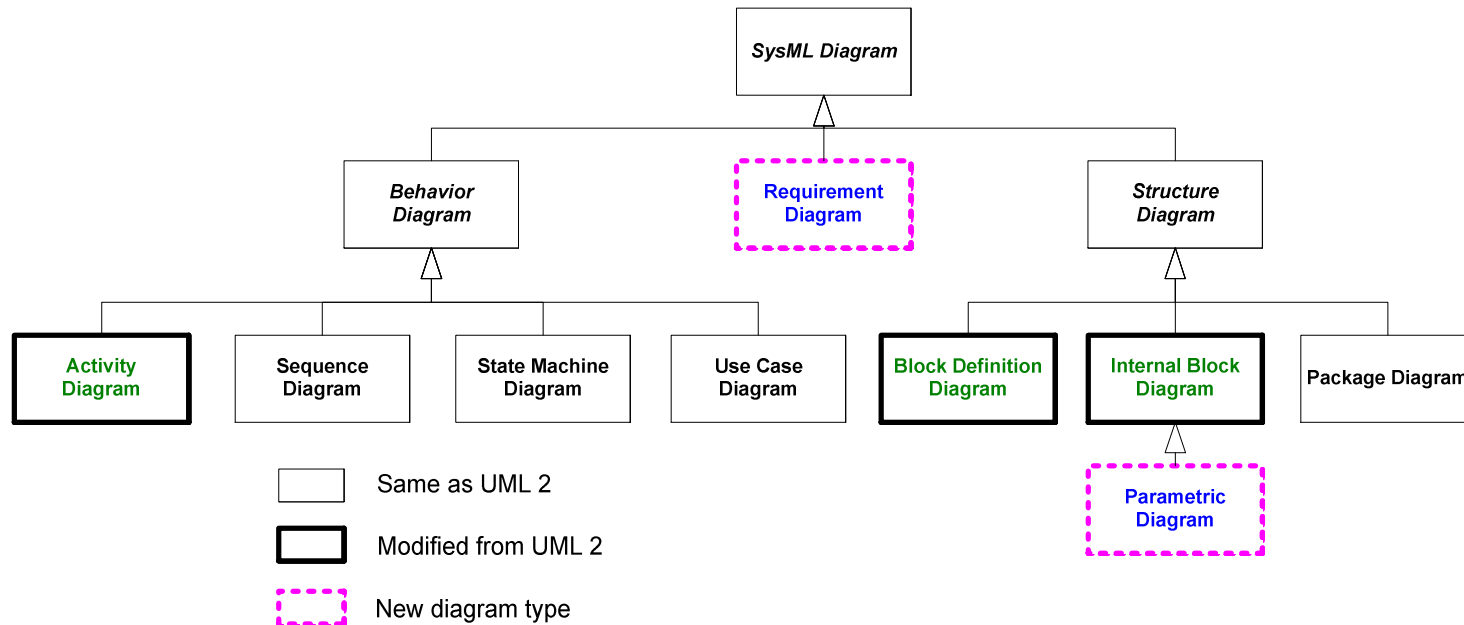 SysML Diagram
Behavior
Diagram
Requirement
Diagram
Structure
Diagram
Activity
Diagram
Sequence
Diagram
State Machine
Diagram
Use Case
Diagram
Block Definition
Diagram
Internal Block
Diagram
Package Diagram
Parametric
Diagram
Same as UML 2
Modified from UML 2
New diagram type